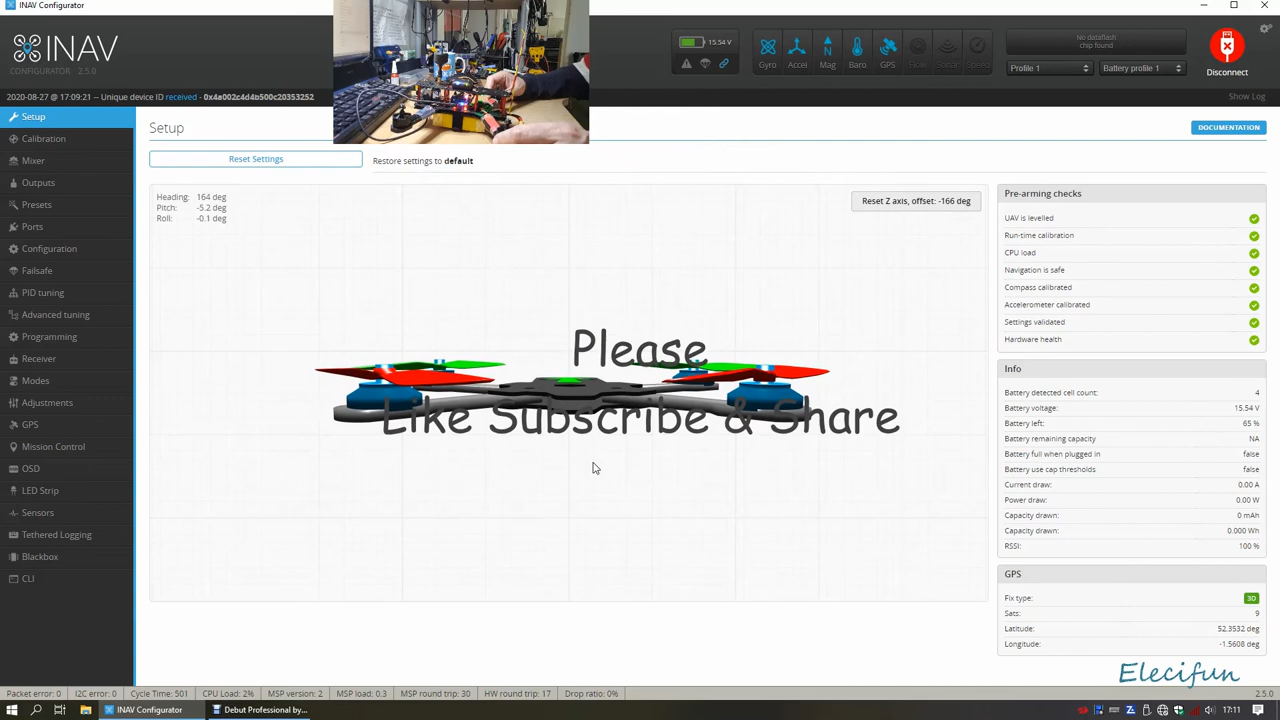 INAV Configurator
INAV
CONFIGURATOR 2.5.0
15.54 V
Gyro
Accel
Mag
Baro
GPS
Flow
Sonar
Speed
No dataflash
chip found
Profile 1
Battery profile 1
Disconnect
2020-08-27 @ 17:09:21 -- Unique device ID received - 0x4a002c4d4b500c20353252
Show Log
Setup
Calibration
Mixer
Outputs
Presets
Ports
Configuration
Failsafe
PID tuning
Advanced tuning
Programming
Receiver
Modes
Adjustments
GPS
Mission Control
OSD
LED Strip
Sensors
Tethered Logging
Blackbox
CLI
Setup
DOCUMENTATION
Reset Settings
Restore settings to default
Heading: 164 deg
Pitch: -5.2 deg
Roll: -0.1 deg
Reset Z axis, offset: -166 deg
Please
Like Subscribe & Share
Pre-arming checks
UAV is levelled
Run-time calibration
CPU load
Navigation is safe
Compass calibrated
Accelerometer calibrated
Settings validated
Hardware health
Info
Battery detected cell count: 4
Battery voltage: 15.54 V
Battery left: 65 %
Battery remaining capacity NA
Battery full when plugged in false
Battery use cap thresholds false
Current draw: 0.00 A
Power draw: 0.00 W
Capacity drawn: 0 mAh
Capacity drawn: 0.000 Wh
RSSI: 100 %
GPS
Fix type: 3D
Sats: 9
Latitude: 52.3532 deg
Longitude: -1.5608 deg
Elecifun
Packet error: 0
I2C error: 0
Cycle Time: 501
CPU Load: 2%
MSP version: 2
MSP load: 0.3
MSP round trip: 30
HW round trip: 17
Drop ratio: 0%
2.5.0
INAV Configurator
Debut Professional by...
17:11